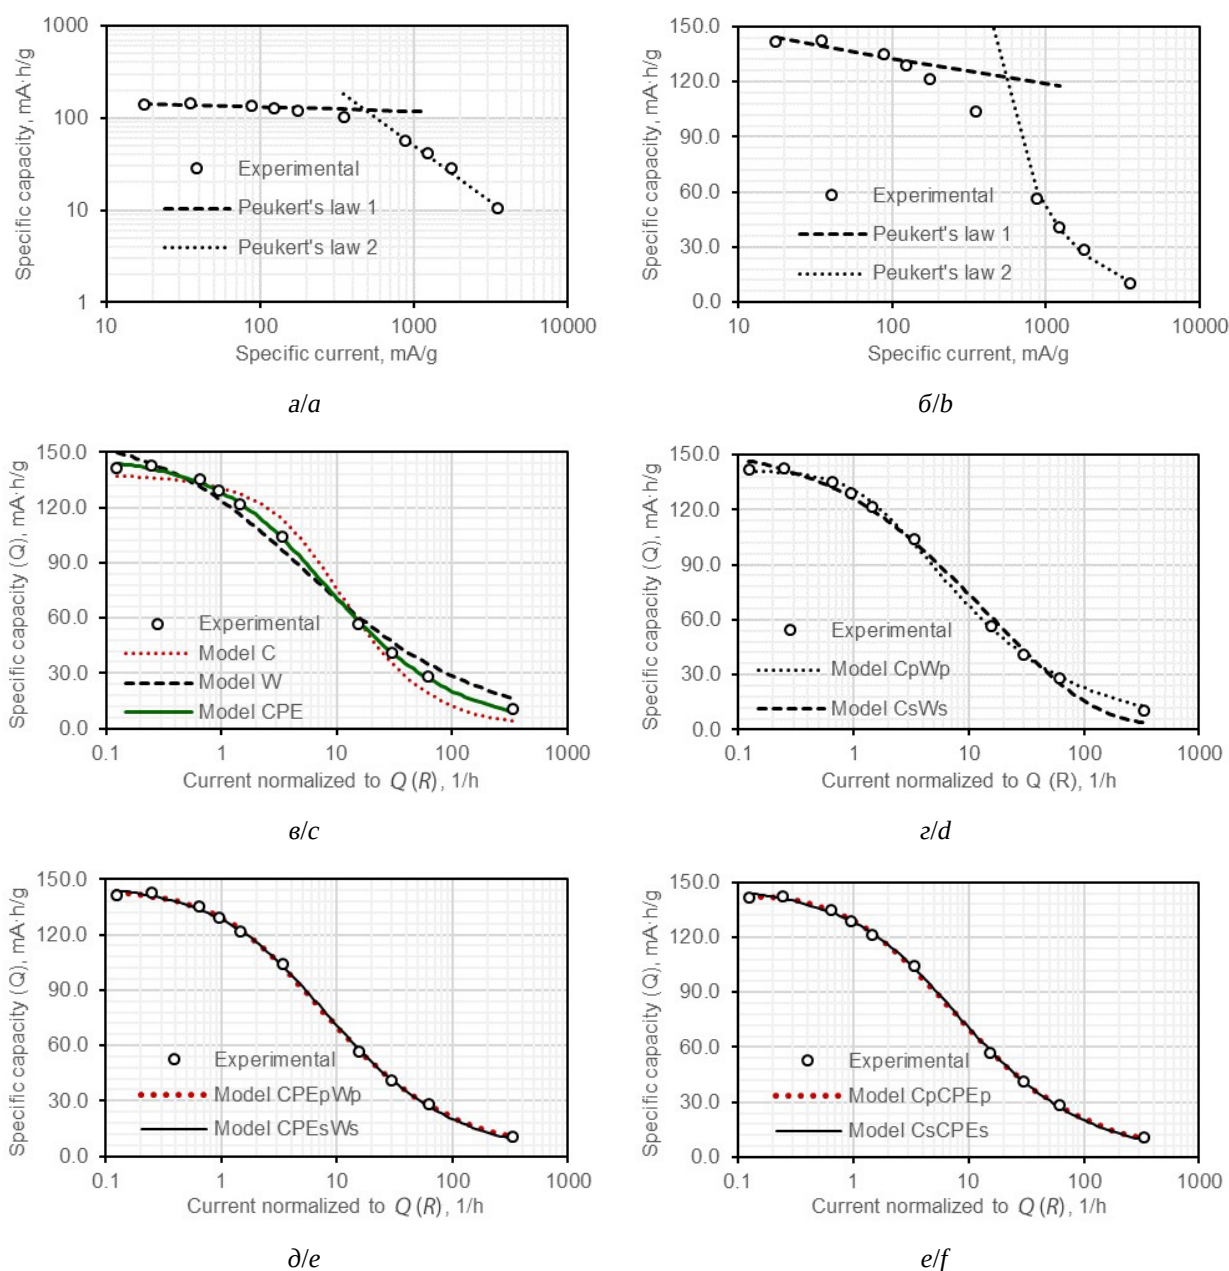 1000
100
10
1
Specific capacity, mA·h/g
Experimental
Peukert's law 1
Peukert's law 2
10 100 1000 10000
Specific current, mA/g
а/a
150.0
120.0
90.0
60.0
30.0
0.0
Specific capacity, mA·h/g
Experimental
Peukert's law 1
Peukert's law 2
10 100 1000 10000
Specific current, mA/g
б/b
150.0
120.0
90.0
60.0
30.0
0.0
Specific capacity (Q), mA·h/g
Experimental
Model C
Model W
Model CPE
0.1 1 10 100 1000
Current normalized to Q (R), 1/h
в/c
150.0
120.0
90.0
60.0
30.0
0.0
Specific capacity (Q), mA·h/g
Experimental
Model CpWp
Model CsWs
0.1 1 10 100 1000
Current normalized to Q (R), 1/h
г/d
150.0
120.0
90.0
60.0
30.0
0.0
Specific capacity (Q), mA·h/g
Experimental
Model CPEpWp
Model CPEsWs
0.1 1 10 100 1000
Current normalized to Q (R), 1/h
д/e
150.0
120.0
90.0
60.0
30.0
0.0
Specific capacity (Q), mA·h/g
Experimental
Model CpCPEp
Model CsCPEs
0.1 1 10 100 1000
Current normalized to Q (R), 1/h
е/f